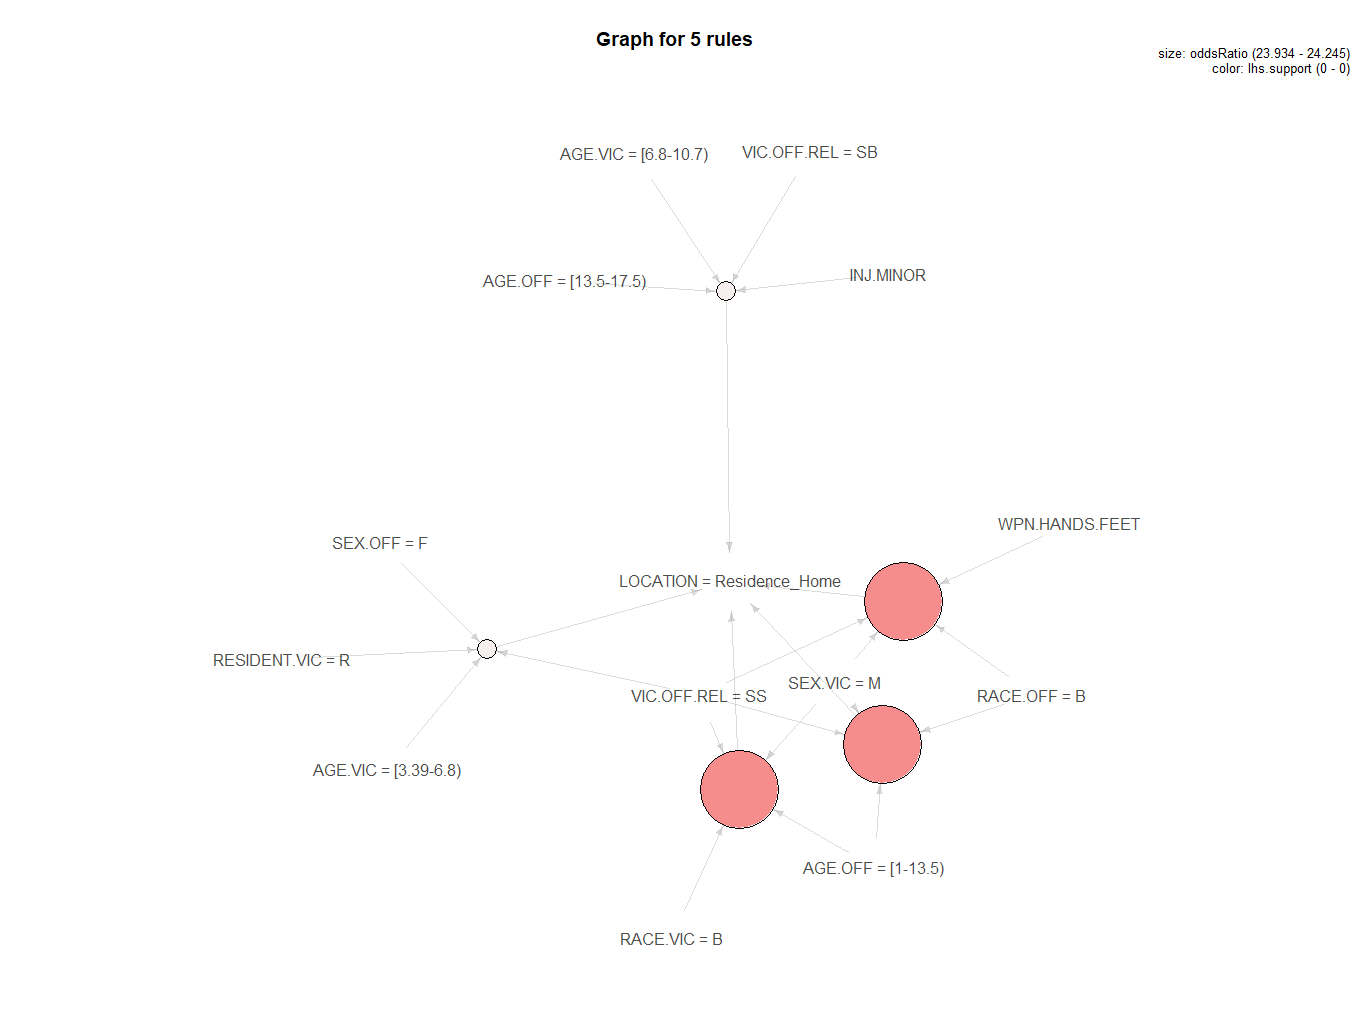 Graph for 5 rules
size: oddsRatio (23.934 - 24.245)
color: lhs.support (0 - 0)
AGE.VIC = [6.8-10.7)
VIC.OFF.REL = SB
AGE.OFF = [13.5-17.5)
INJ.MINOR
WPN.HANDS.FEET
SEX.OFF = F
LOCATION = Residence_Home
RESIDENT.VIC = R
VIC.OFF.REL = SS
SEX.VIC = M
RACE.OFF = B
AGE.VIC = [3.39-6.8)
AGE.OFF = [1-13.5)
RACE.VIC = B